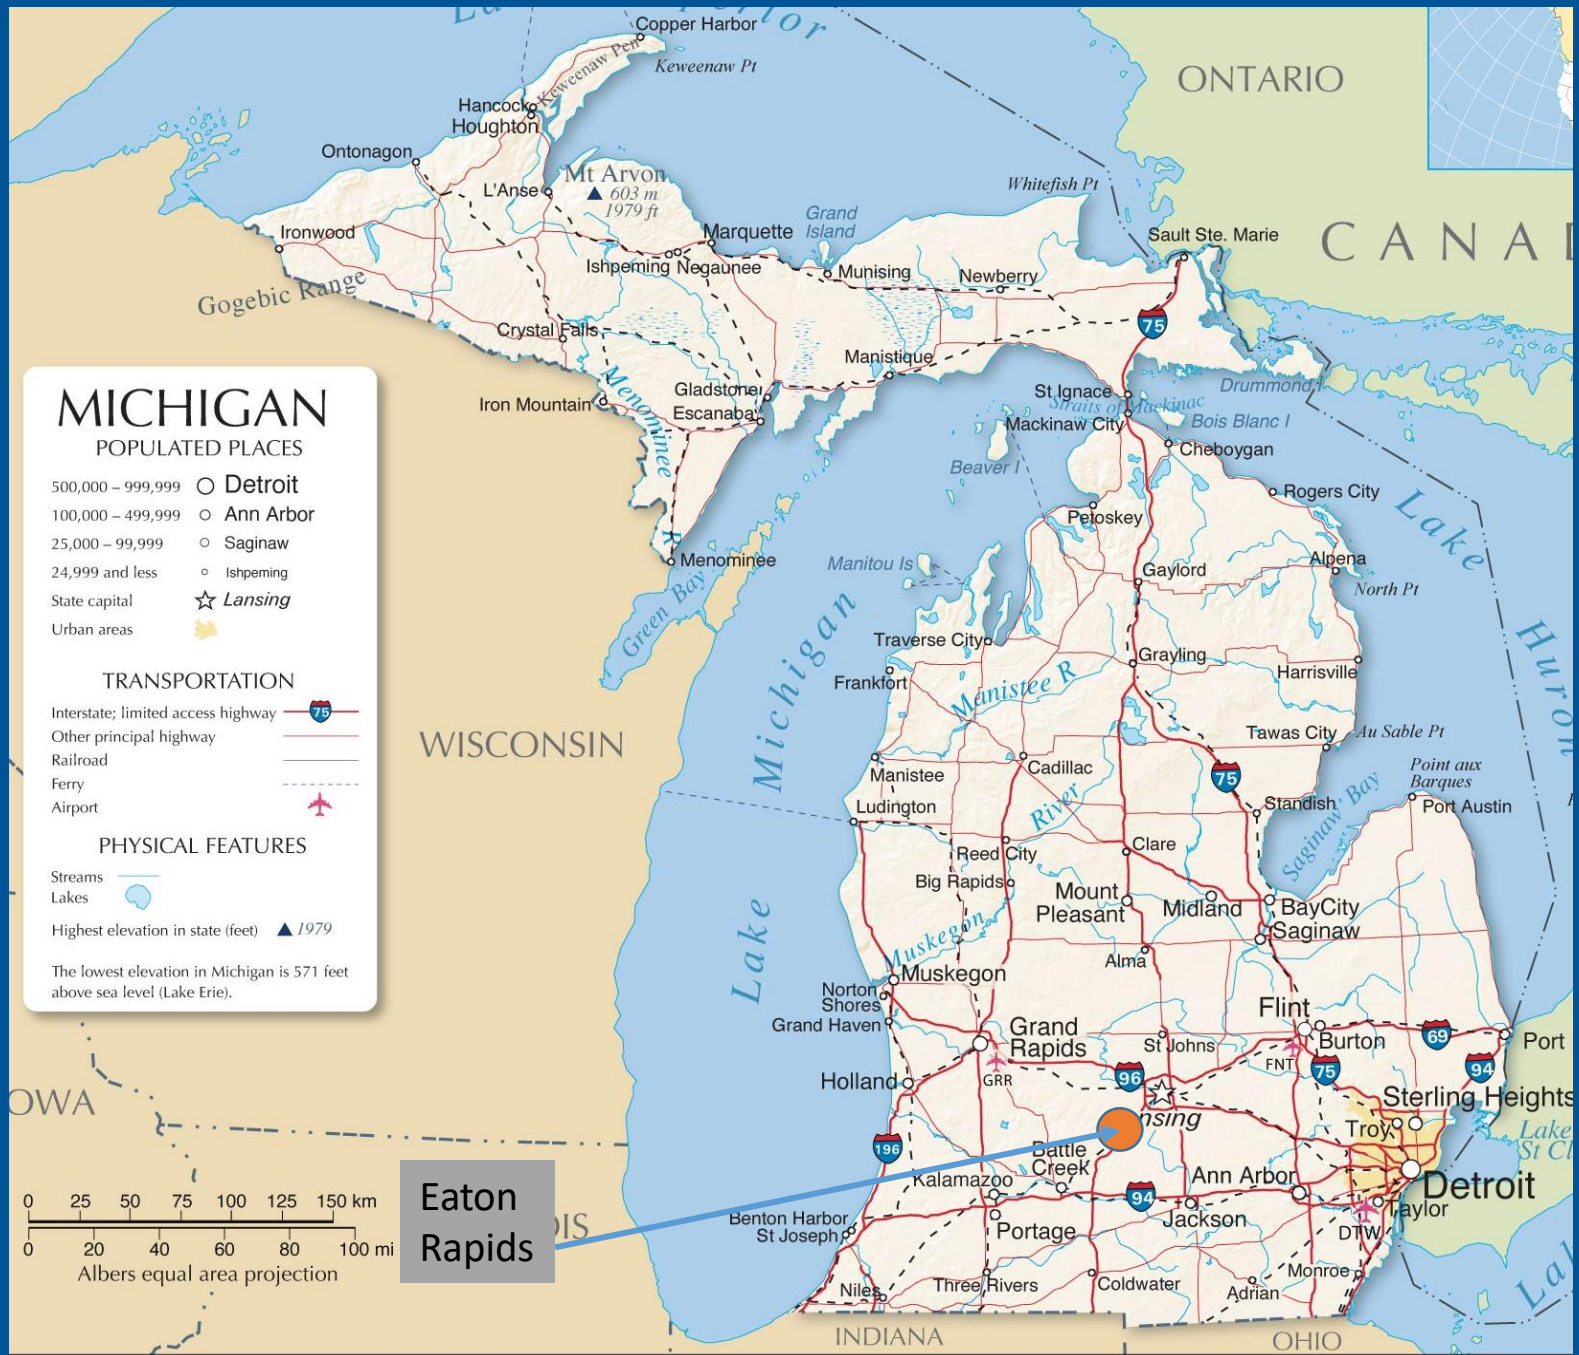 Lake Superior
Copper Harbor
Keweenaw Pen
Keweenaw Pt
ONTARIO
Hancock
Houghton
Ontonagon
L'Anse
Mt Arvon
603 m
1979 ft
Whitefish Pt
Grand
Island
Ironwood
Marquette
Sault Ste. Marie
CANAD
Ishpeming
Negaunee
Munising
Newberry
Gogebic Range
Crystal Falls
75
Manistique
Gladstone
Escanaba
Iron Mountain
Menominee R
St Ignace
Straits of Mackinac
Drummond I
Mackinaw City
Bois Blanc I
Cheboygan
Beaver I
Rogers City
Petoskey
Lake Huron
Menominee
Green Bay
Manitou Is
Gaylord
Alpena
North Pt
Lake Michigan
Traverse City
Grayling
Harrisville
Frankfort
Manistee R
WISCONSIN
Tawas City
Au Sable Pt
Manistee
Cadillac
75
Point aux
Barques
Ludington
Standish
Saginaw Bay
Port Austin
Muskegon River
Reed City
Clare
Big Rapids
Mount
Pleasant
Midland
BayCity
Saginaw
Alma
Muskegon
Norton
Shores
Grand Haven
Grand
Rapids
St Johns
Flint
Burton
69
Port
Holland
GRR
96
FNT
75
94
OWA
Sterling Heights
nsing
Troy
Lake
St Cl
196
Battle
Creek
Kalamazoo
94
Ann Arbor
Detroit
Taylor
Benton Harbor
St Joseph
Portage
Jackson
DTW
OIS
Niles
Three Rivers
Coldwater
Adrian
Monroe
Lak
INDIANA
OHIO
MICHIGAN
POPULATED PLACES
500,000 – 999,999 Detroit
100,000 – 499,999 Ann Arbor
25,000 – 99,999 Saginaw
24,999 and less Ishpeming
State capital Lansing
Urban areas
TRANSPORTATION
Interstate; limited access highway 75
Other principal highway
Railroad
Ferry
Airport
PHYSICAL FEATURES
Streams
Lakes
Highest elevation in state (feet) 1979
The lowest elevation in Michigan is 571 feet
above sea level (Lake Erie).
0 25 50 75 100 125 150 km
0 20 40 60 80 100 mi
Albers equal area projection
Eaton
Rapids